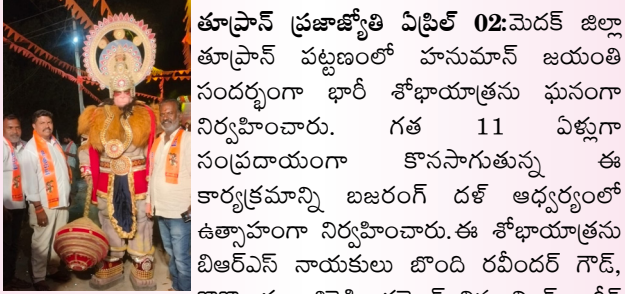 తూప్రాన్ ప్రజాజ్యోతి ఏప్రిల్ 02:మెదక్ జిల్లా
తూప్రాన్ పట్టణంలో హనుమాన్ జయంతి
సందర్భంగా భారీ శోభాయాత్రను ఘనంగా
నిర్వహించారు. గత 11 ఏళ్లుగా
సంప్రదాయంగా కొనసాగుతున్న ఈ
కార్యక్రమాన్ని బజరంగ్ దళ్ ఆధ్వర్యంలో
ఉత్సాహంగా నిర్వహించారు.ఈ శోభాయాత్రను
బిఆర్ఎస్ నాయకులు బొంది రవీందర్ గౌడ్,